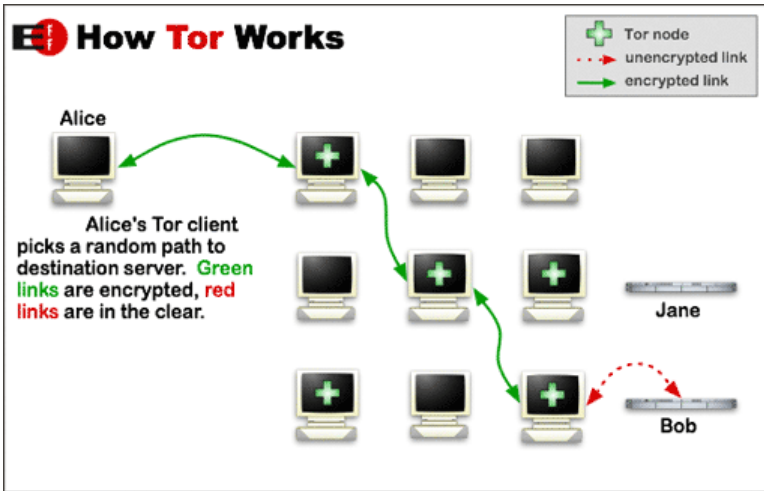 EFF How Tor Works
Tor node
unencrypted link
encrypted link
Alice
Alice's Tor client
picks a random path to
destination server. Green
links are encrypted, red
links are in the clear.
Jane
Bob